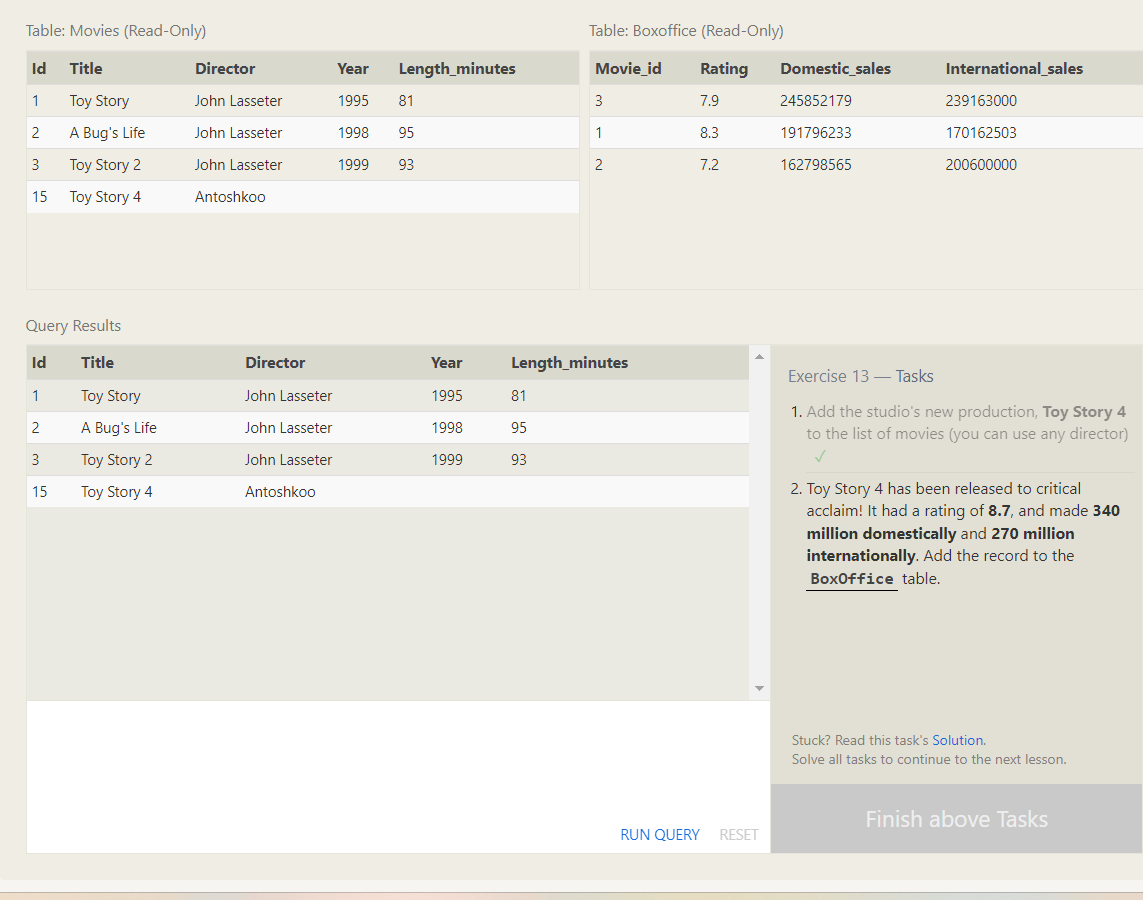 Table: Movies (Read-Only)
Id Title Director Year Length_minutes
1 Toy Story John Lasseter 1995 81
2 A Bug's Life John Lasseter 1998 95
3 Toy Story 2 John Lasseter 1999 93
15 Toy Story 4 Antoshkoo
Table: Boxoffice (Read-Only)
Movie_id Rating Domestic_sales International_sales
3 7.9 245852179 239163000
1 8.3 191796233 170162503
2 7.2 162798565 200600000
Query Results
Id Title Director Year Length_minutes
1 Toy Story John Lasseter 1995 81
2 A Bug's Life John Lasseter 1998 95
3 Toy Story 2 John Lasseter 1999 93
15 Toy Story 4 Antoshkoo
RUN QUERY RESET
Exercise 13 — Tasks
1. Add the studio's new production, Toy Story 4
to the list of movies (you can use any director)
✓
2. Toy Story 4 has been released to critical
acclaim! It had a rating of 8.7, and made 340
million domestically and 270 million
internationally. Add the record to the
BoxOffice table.
Stuck? Read this task's Solution.
Solve all tasks to continue to the next lesson.
Finish above Tasks